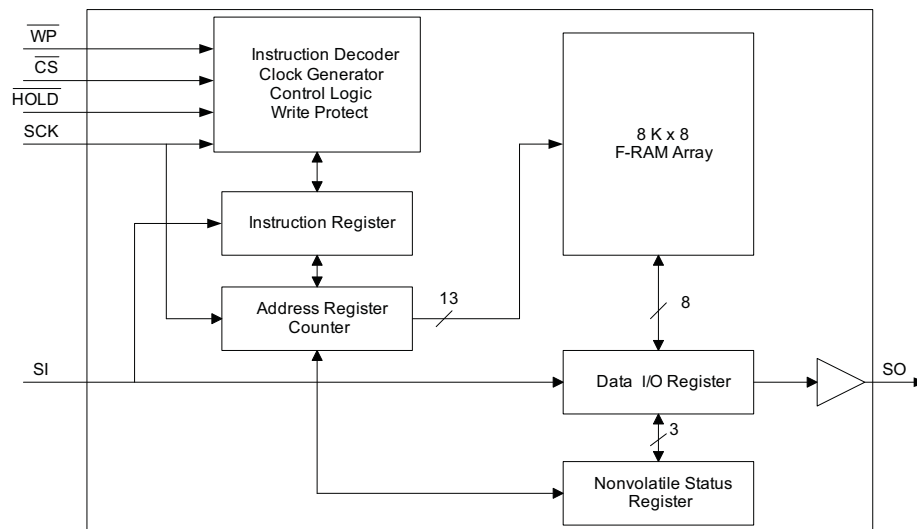 WP
CS
HOLD
SCK
Instruction Decoder
Clock Generator
Control Logic
Write Protect
8 K x 8
F-RAM Array
Instruction Register
Address Register
Counter
13
8
SI
Data I/O Register
SO
3
Nonvolatile Status
Register